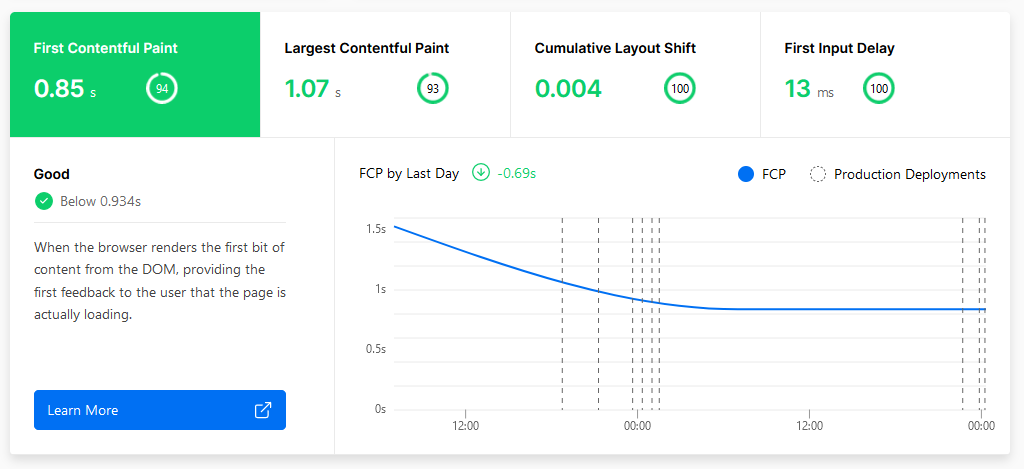 First Contentful Paint
0.85 s
94
Largest Contentful Paint
1.07 s
93
Cumulative Layout Shift
0.004
100
First Input Delay
13 ms
100
Good
Below 0.934s
When the browser renders the first bit of
content from the DOM, providing the
first feedback to the user that the page is
actually loading.
Learn More
FCP by Last Day
-0.69s
FCP
Production Deployments
1.5s
1s
0.5s
0s
12:00
00:00
12:00
00:00